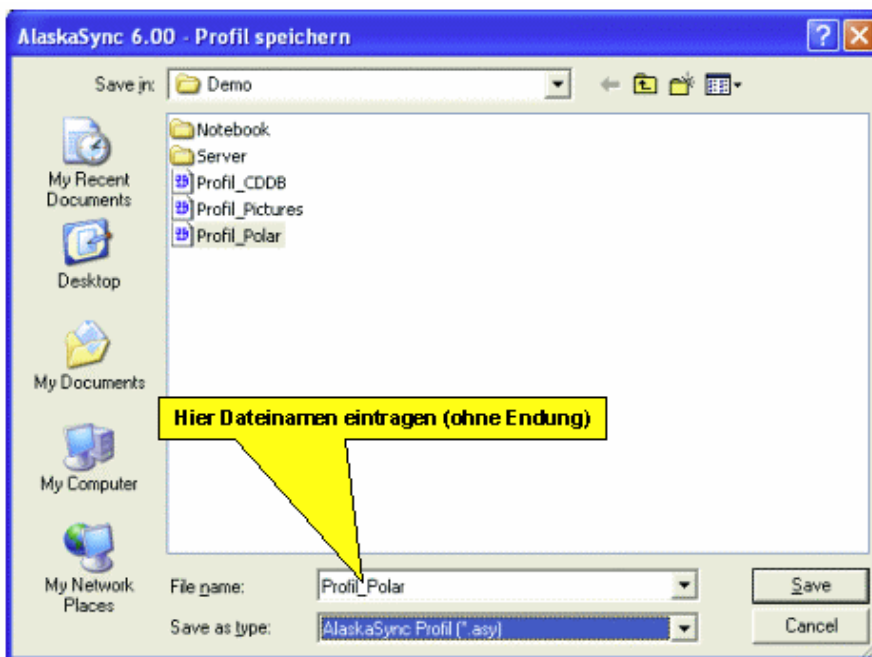 AlaskaSync 6.00 - Profil speichern
Save in:
Demo
Notebook
Server
Profil_CDDB
Profil_Pictures
Profil_Polar
My Recent
Documents
Desktop
My Documents
My Computer
My Network
Places
Hier Dateinamen eintragen (ohne Endung)
File name:
Profil_Polar
Save
Save as type:
AlaskaSync Profil (*.asy)
Cancel